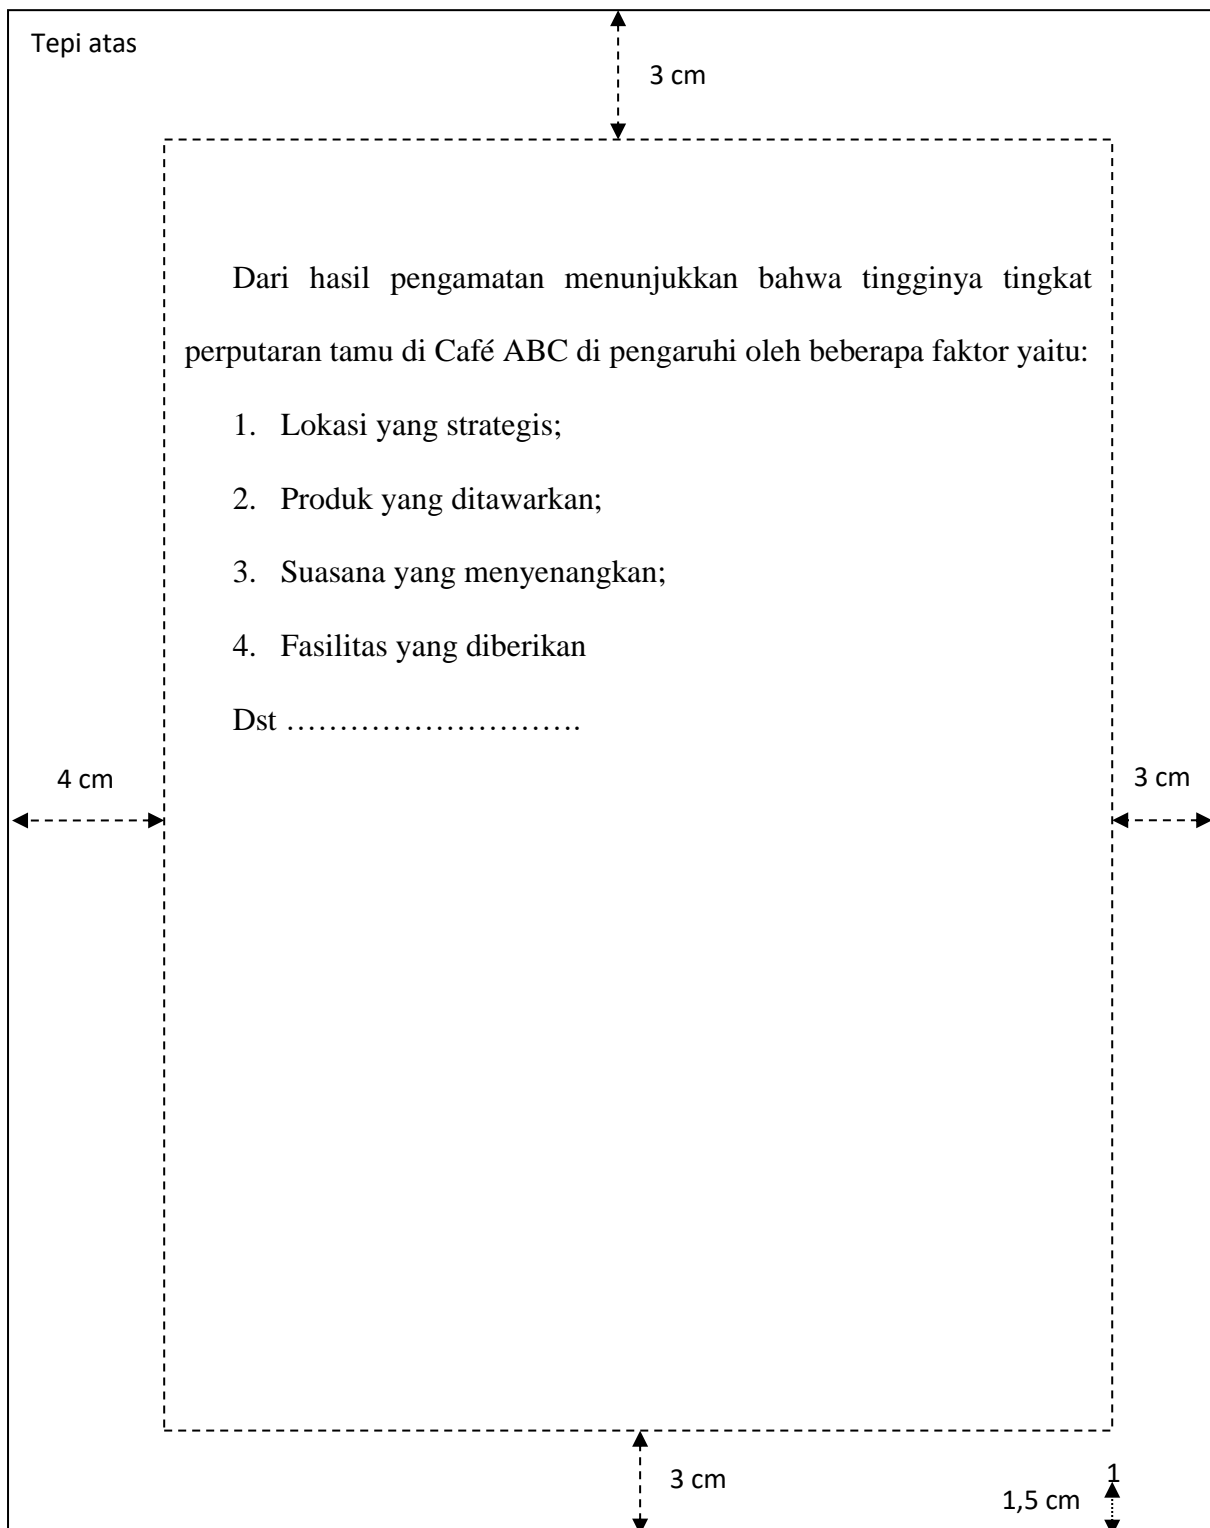 Tepi atas
3 cm
Dari hasil pengamatan menunjukkan bahwa tingginya tingkat
perputaran tamu di Café ABC di pengaruhi oleh beberapa faktor yaitu:
1. Lokasi yang strategis;
2. Produk yang ditawarkan;
3. Suasana yang menyenangkan;
4. Fasilitas yang diberikan
Dst ……………………….
4 cm
3 cm
3 cm
1
1,5 cm